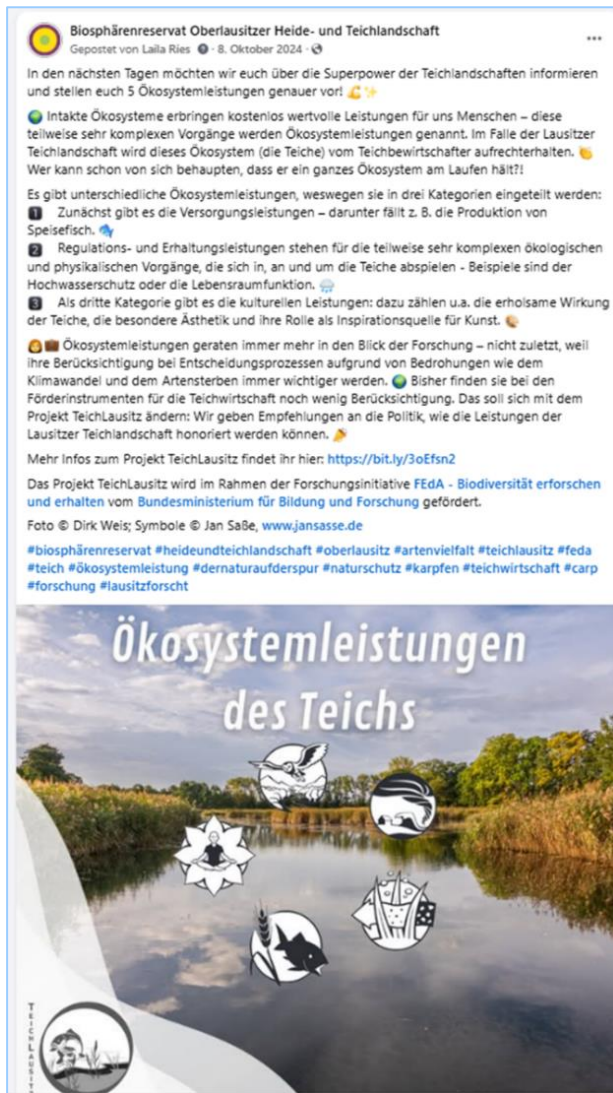 Biosphärenreservat Oberlausitzer Heide- und Teichlandschaft
Gepostet von Laila Ries · 8. Oktober 2024 ·
In den nächsten Tagen möchten wir euch über die Superpower der Teichlandschaften informieren
und stellen euch 5 Ökosystemleistungen genauer vor! 💪✨
🌍 Intakte Ökosysteme erbringen kostenlos wertvolle Leistungen für uns Menschen – diese
teilweise sehr komplexen Vorgänge werden Ökosystemleistungen genannt. Im Falle der Lausitzer
Teichlandschaft wird dieses Ökosystem (die Teiche) vom Teichbewirtschafter aufrechterhalten. 👏
Wer kann schon von sich behaupten, dass er ein ganzes Ökosystem am Laufen hält?!
Es gibt unterschiedliche Ökosystemleistungen, weswegen sie in drei Kategorien eingeteilt werden:
1 Zunächst gibt es die Versorgungsleistungen – darunter fällt z. B. die Produktion von
Speisefisch. 🐟
2 Regulations- und Erhaltungsleistungen stehen für die teilweise sehr komplexen ökologischen
und physikalischen Vorgänge, die sich in, an und um die Teiche abspielen - Beispiele sind der
Hochwasserschutz oder die Lebensraumfunktion. 🌧
3 Als dritte Kategorie gibt es die kulturellen Leistungen: dazu zählen u.a. die erholsame Wirkung
der Teiche, die besondere Ästhetik und ihre Rolle als Inspirationsquelle für Kunst. 🎨
👩‍💼 Ökosystemleistungen geraten immer mehr in den Blick der Forschung – nicht zuletzt, weil
ihre Berücksichtigung bei Entscheidungsprozessen aufgrund von Bedrohungen wie dem
Klimawandel und dem Artensterben immer wichtiger werden. 🌍 Bisher finden sie bei den
Förderinstrumenten für die Teichwirtschaft noch wenig Berücksichtigung. Das soll sich mit dem
Projekt TeichLausitz ändern: Wir geben Empfehlungen an die Politik, wie die Leistungen der
Lausitzer Teichlandschaft honoriert werden können. 🎉
Mehr Infos zum Projekt TeichLausitz findet ihr hier: https://bit.ly/3oEfsn2
Das Projekt TeichLausitz wird im Rahmen der Forschungsinitiative FEdA - Biodiversität erforschen
und erhalten vom Bundesministerium für Bildung und Forschung gefördert.
Foto © Dirk Weis; Symbole © Jan Saße, www.jansasse.de
#biosphärenreservat #heideundteichlandschaft #oberlausitz #artenvielfalt #teichlausitz #feda
#teich #ökosystemleistung #dernaturaufderspur #naturschutz #karpfen #teichwirtschaft #carp
#forschung #lausitzforscht
Ökosystemleistungen
des Teichs
TEICHLAUSITZ